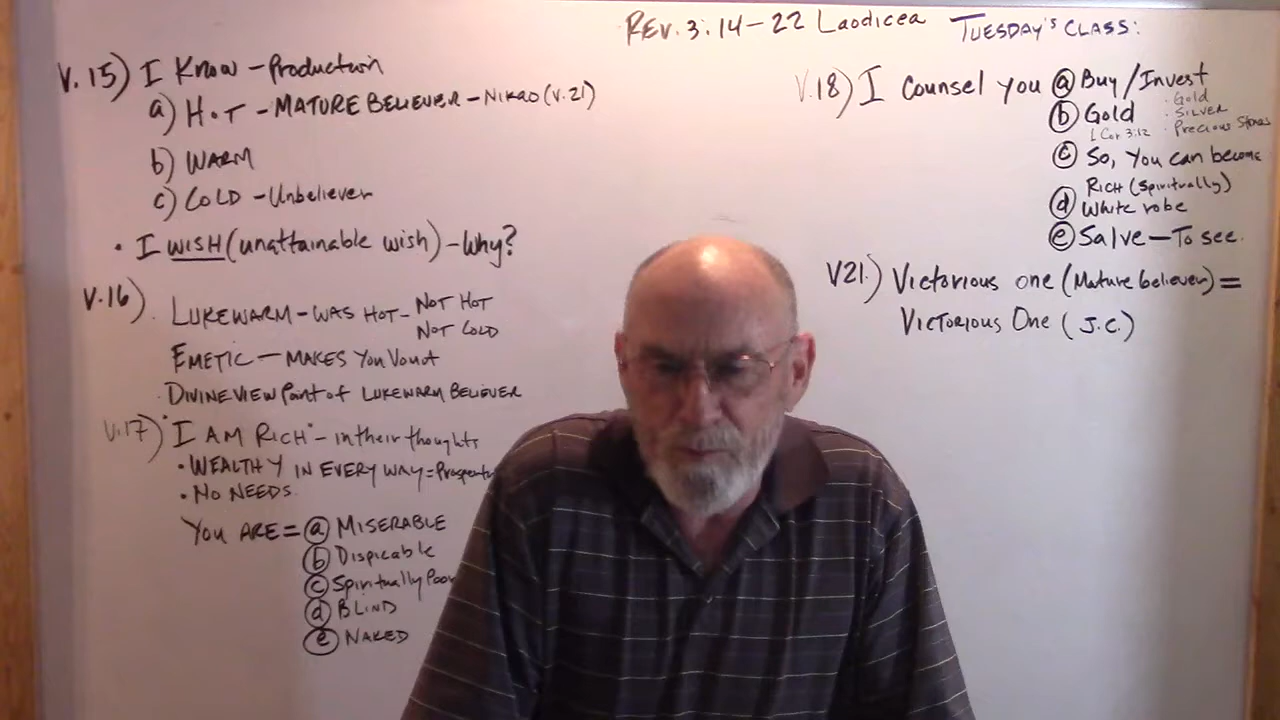 Rev. 3:14-22 Laodicea Tuesday's Class:
V.15) I Know - Production
a) Hot - Mature Believer - Nikao (v.21)
b) Warm
c) Cold - Unbeliever
• I WISH (unattainable wish) - Why?
V.16)
. Lukewarm - was Hot - Not Hot
Not Cold
Emetic - makes you Vomit
. Divine View Point of Lukewarm Believer
V.17) "I am Rich" - in their thoughts
• Wealthy in every way =
• No Needs
You are = a Miserable
b Dispicable
c Spiritually Poor
d Blind
e Naked
V.18) I counsel you a Buy/Invest
b Gold
1 Cor 3:12
. Gold
. Silver
. Precious Stones
c So, You can become
Rich (Spiritually)
d White robe
e Salve - To see.
V21.) Victorious one (Mature believer) =
Victorious One (J.C.)